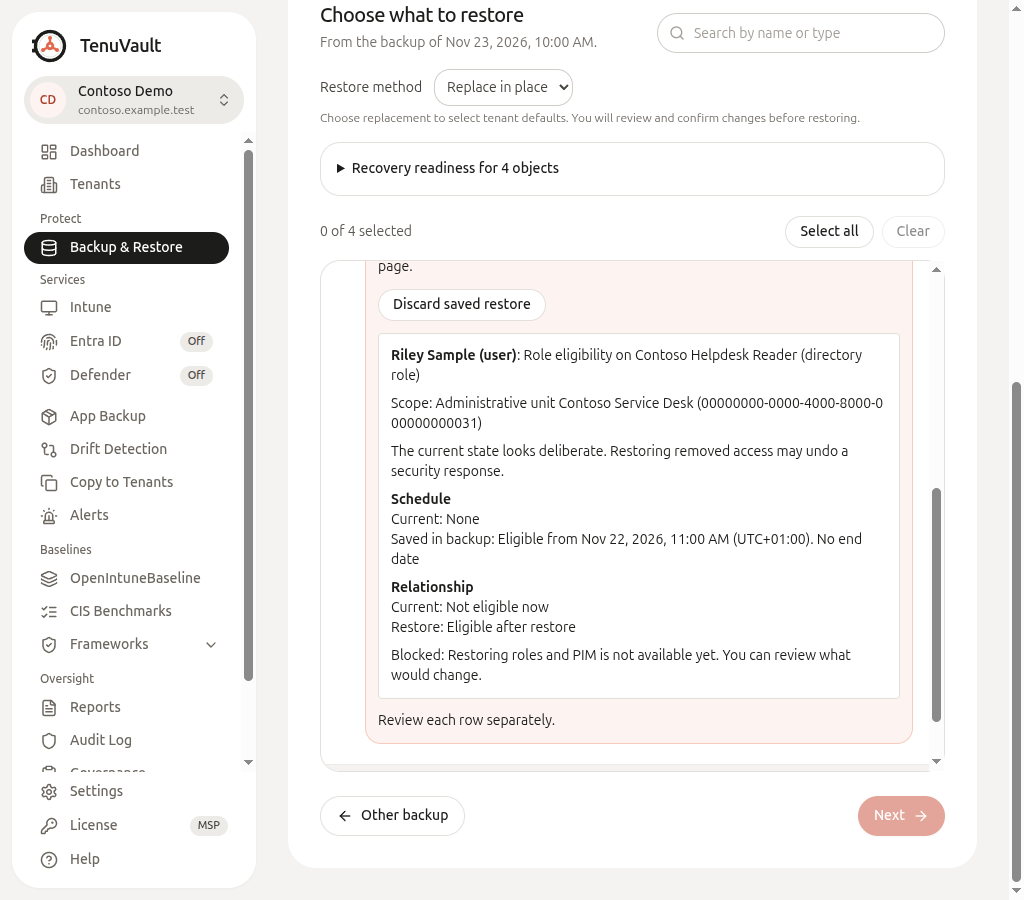 TenuVault
CD
Contoso Demo
contoso.example.test
Dashboard
Tenants
Protect
Backup & Restore
Services
Intune
Entra ID
Off
Defender
Off
App Backup
Drift Detection
Copy to Tenants
Alerts
Baselines
OpenIntuneBaseline
CIS Benchmarks
Frameworks
Oversight
Reports
Audit Log
Governance
Settings
License
MSP
Help
Choose what to restore
From the backup of Nov 23, 2026, 10:00 AM.
Search by name or type
Restore method
Replace in place
Choose replacement to select tenant defaults. You will review and confirm changes before restoring.
Recovery readiness for 4 objects
0 of 4 selected
Select all
Clear
page.
Discard saved restore
Riley Sample (user): Role eligibility on Contoso Helpdesk Reader (directory
role)
Scope: Administrative unit Contoso Service Desk (00000000-0000-4000-8000-0
00000000031)
The current state looks deliberate. Restoring removed access may undo a
security response.
Schedule
Current: None
Saved in backup: Eligible from Nov 22, 2026, 11:00 AM (UTC+01:00). No end
date
Relationship
Current: Not eligible now
Restore: Eligible after restore
Blocked: Restoring roles and PIM is not available yet. You can review what
would change.
Review each row separately.
Other backup
Next